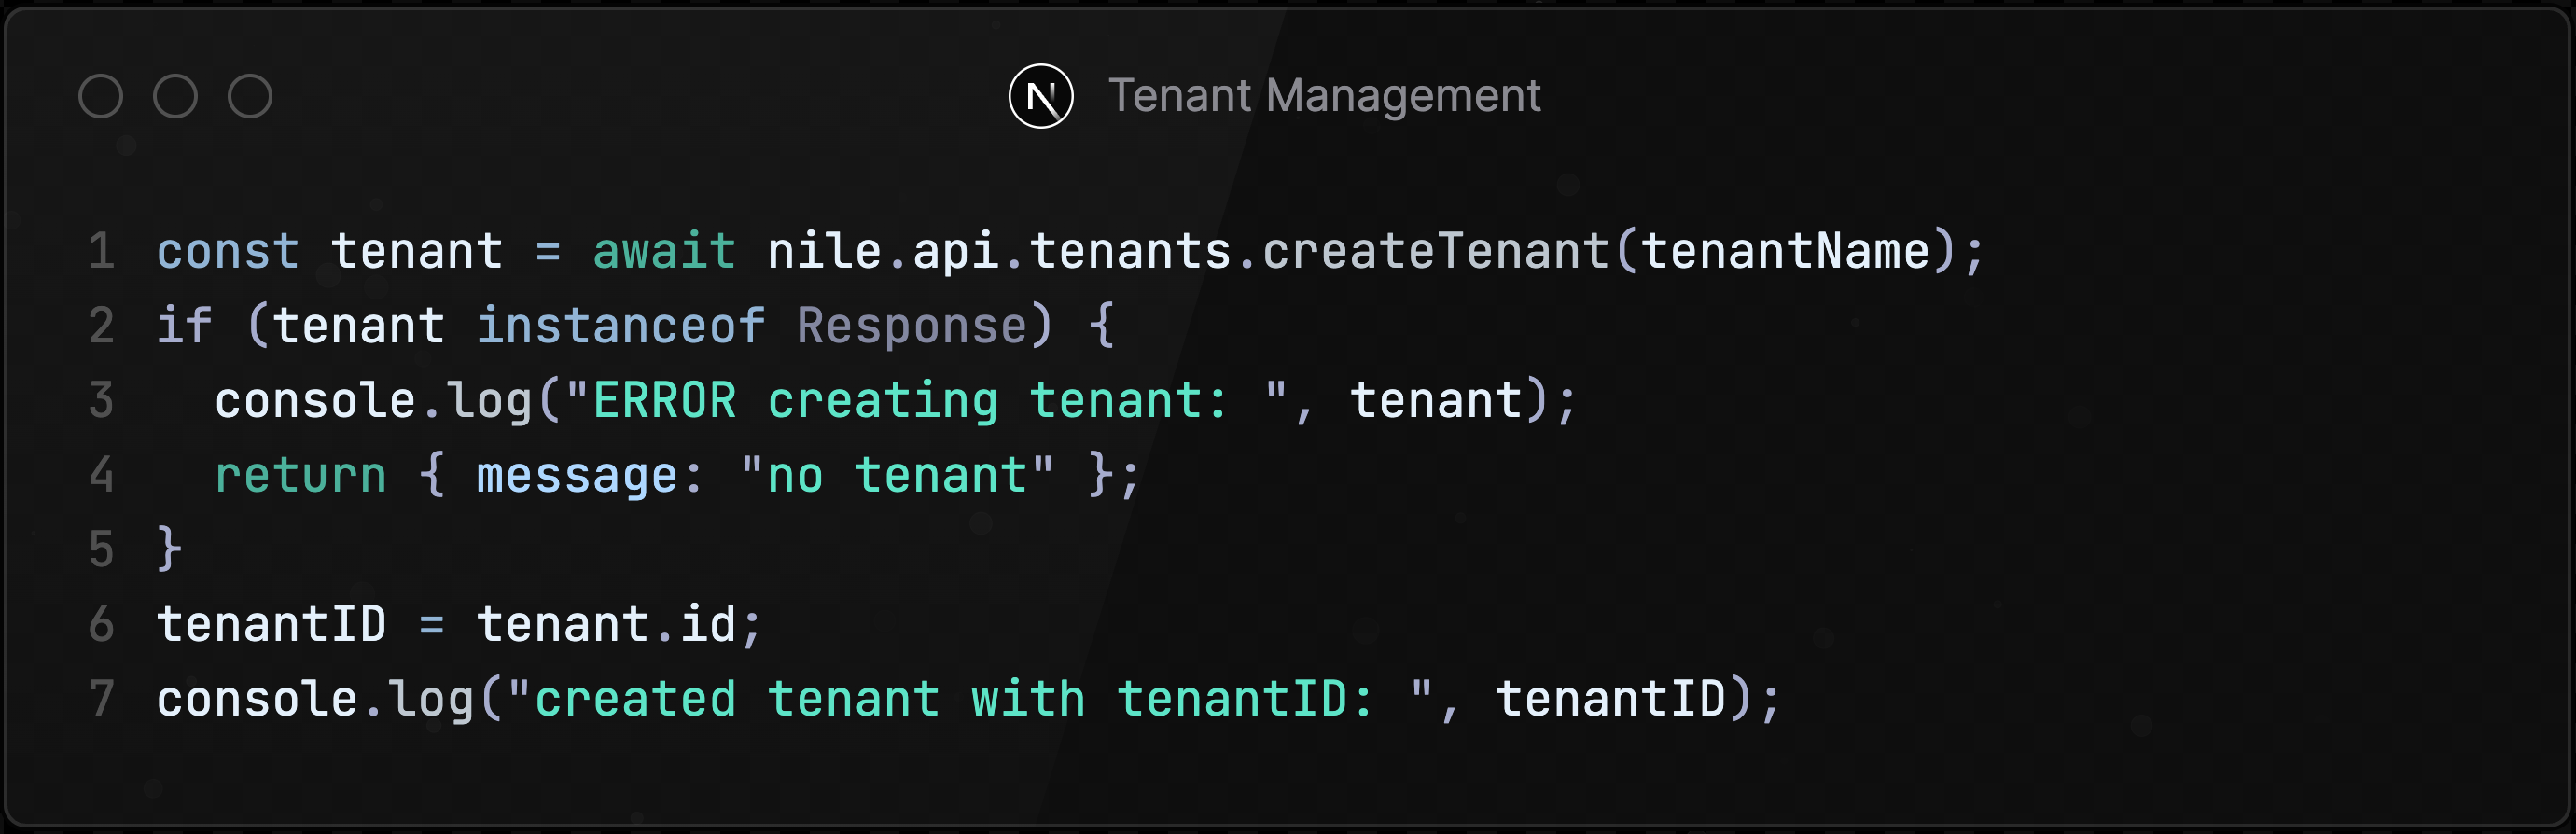 N Tenant Management
1 const tenant = await nile.api.tenants.createTenant(tenantName);
2 if (tenant instanceof Response) {
3   console.log("ERROR creating tenant: ", tenant);
4   return { message: "no tenant" };
5 }
6 tenantID = tenant.id;
7 console.log("created tenant with tenantID: ", tenantID);